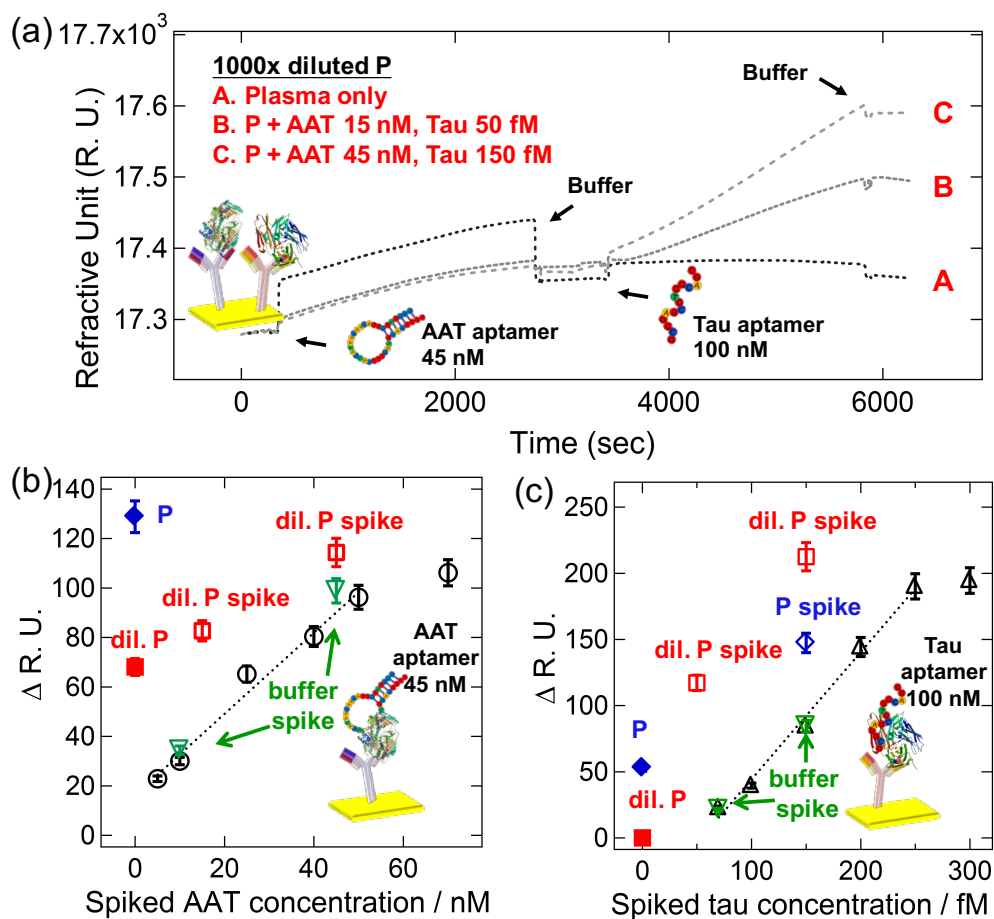 (a)
17.7x10³
17.6
17.5
17.4
17.3
Refractive Unit (R. U.)
1000x diluted P
A. Plasma only
B. P + AAT 15 nM, Tau 50 fM
C. P + AAT 45 nM, Tau 150 fM
Buffer
Buffer
C
B
A
AAT aptamer
45 nM
Tau aptamer
100 nM
0
2000
4000
6000
Time (sec)
(b)
140
120
100
80
60
40
20
0
Δ R. U.
P
dil. P spike
dil. P spike
dil. P
AAT
aptamer
45 nM
buffer
spike
0
20
40
60
Spiked AAT concentration / nM
(c)
250
200
150
100
50
0
Δ R. U.
dil. P spike
P spike
dil. P spike
P
dil. P
Tau
aptamer
100 nM
buffer
spike
0
100
200
300
Spiked tau concentration / fM